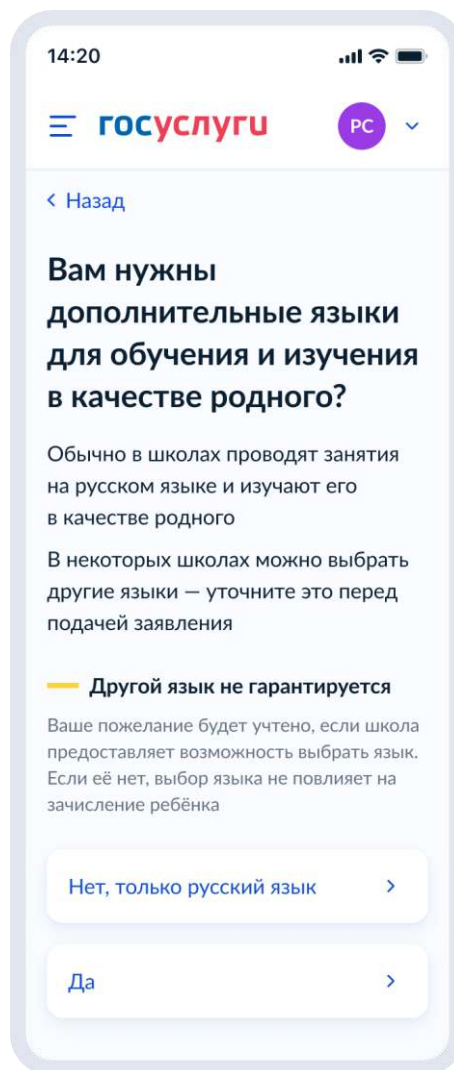 14:20
госуслуги
РС
Назад
Вам нужны
дополнительные языки
для обучения и изучения
в качестве родного?
Обычно в школах проводят занятия
на русском языке и изучают его
в качестве родного
В некоторых школах можно выбрать
другие языки — уточните это перед
подачей заявления
Другой язык не гарантируется
Ваше пожелание будет учтено, если школа
предоставляет возможность выбрать язык.
Если её нет, выбор языка не повлияет на
зачисление ребёнка
Нет, только русский язык
Да